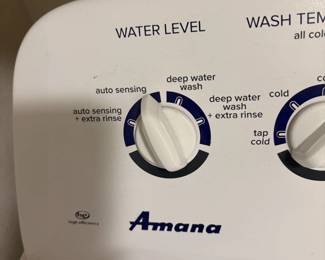 WATER LEVEL
WASH TEM
all col
auto sensing
deep water
wash
auto sensing
+ extra rinse
deep water
wash
+ extra rinse
cold
co
tap
cold
Amana
high efficiency